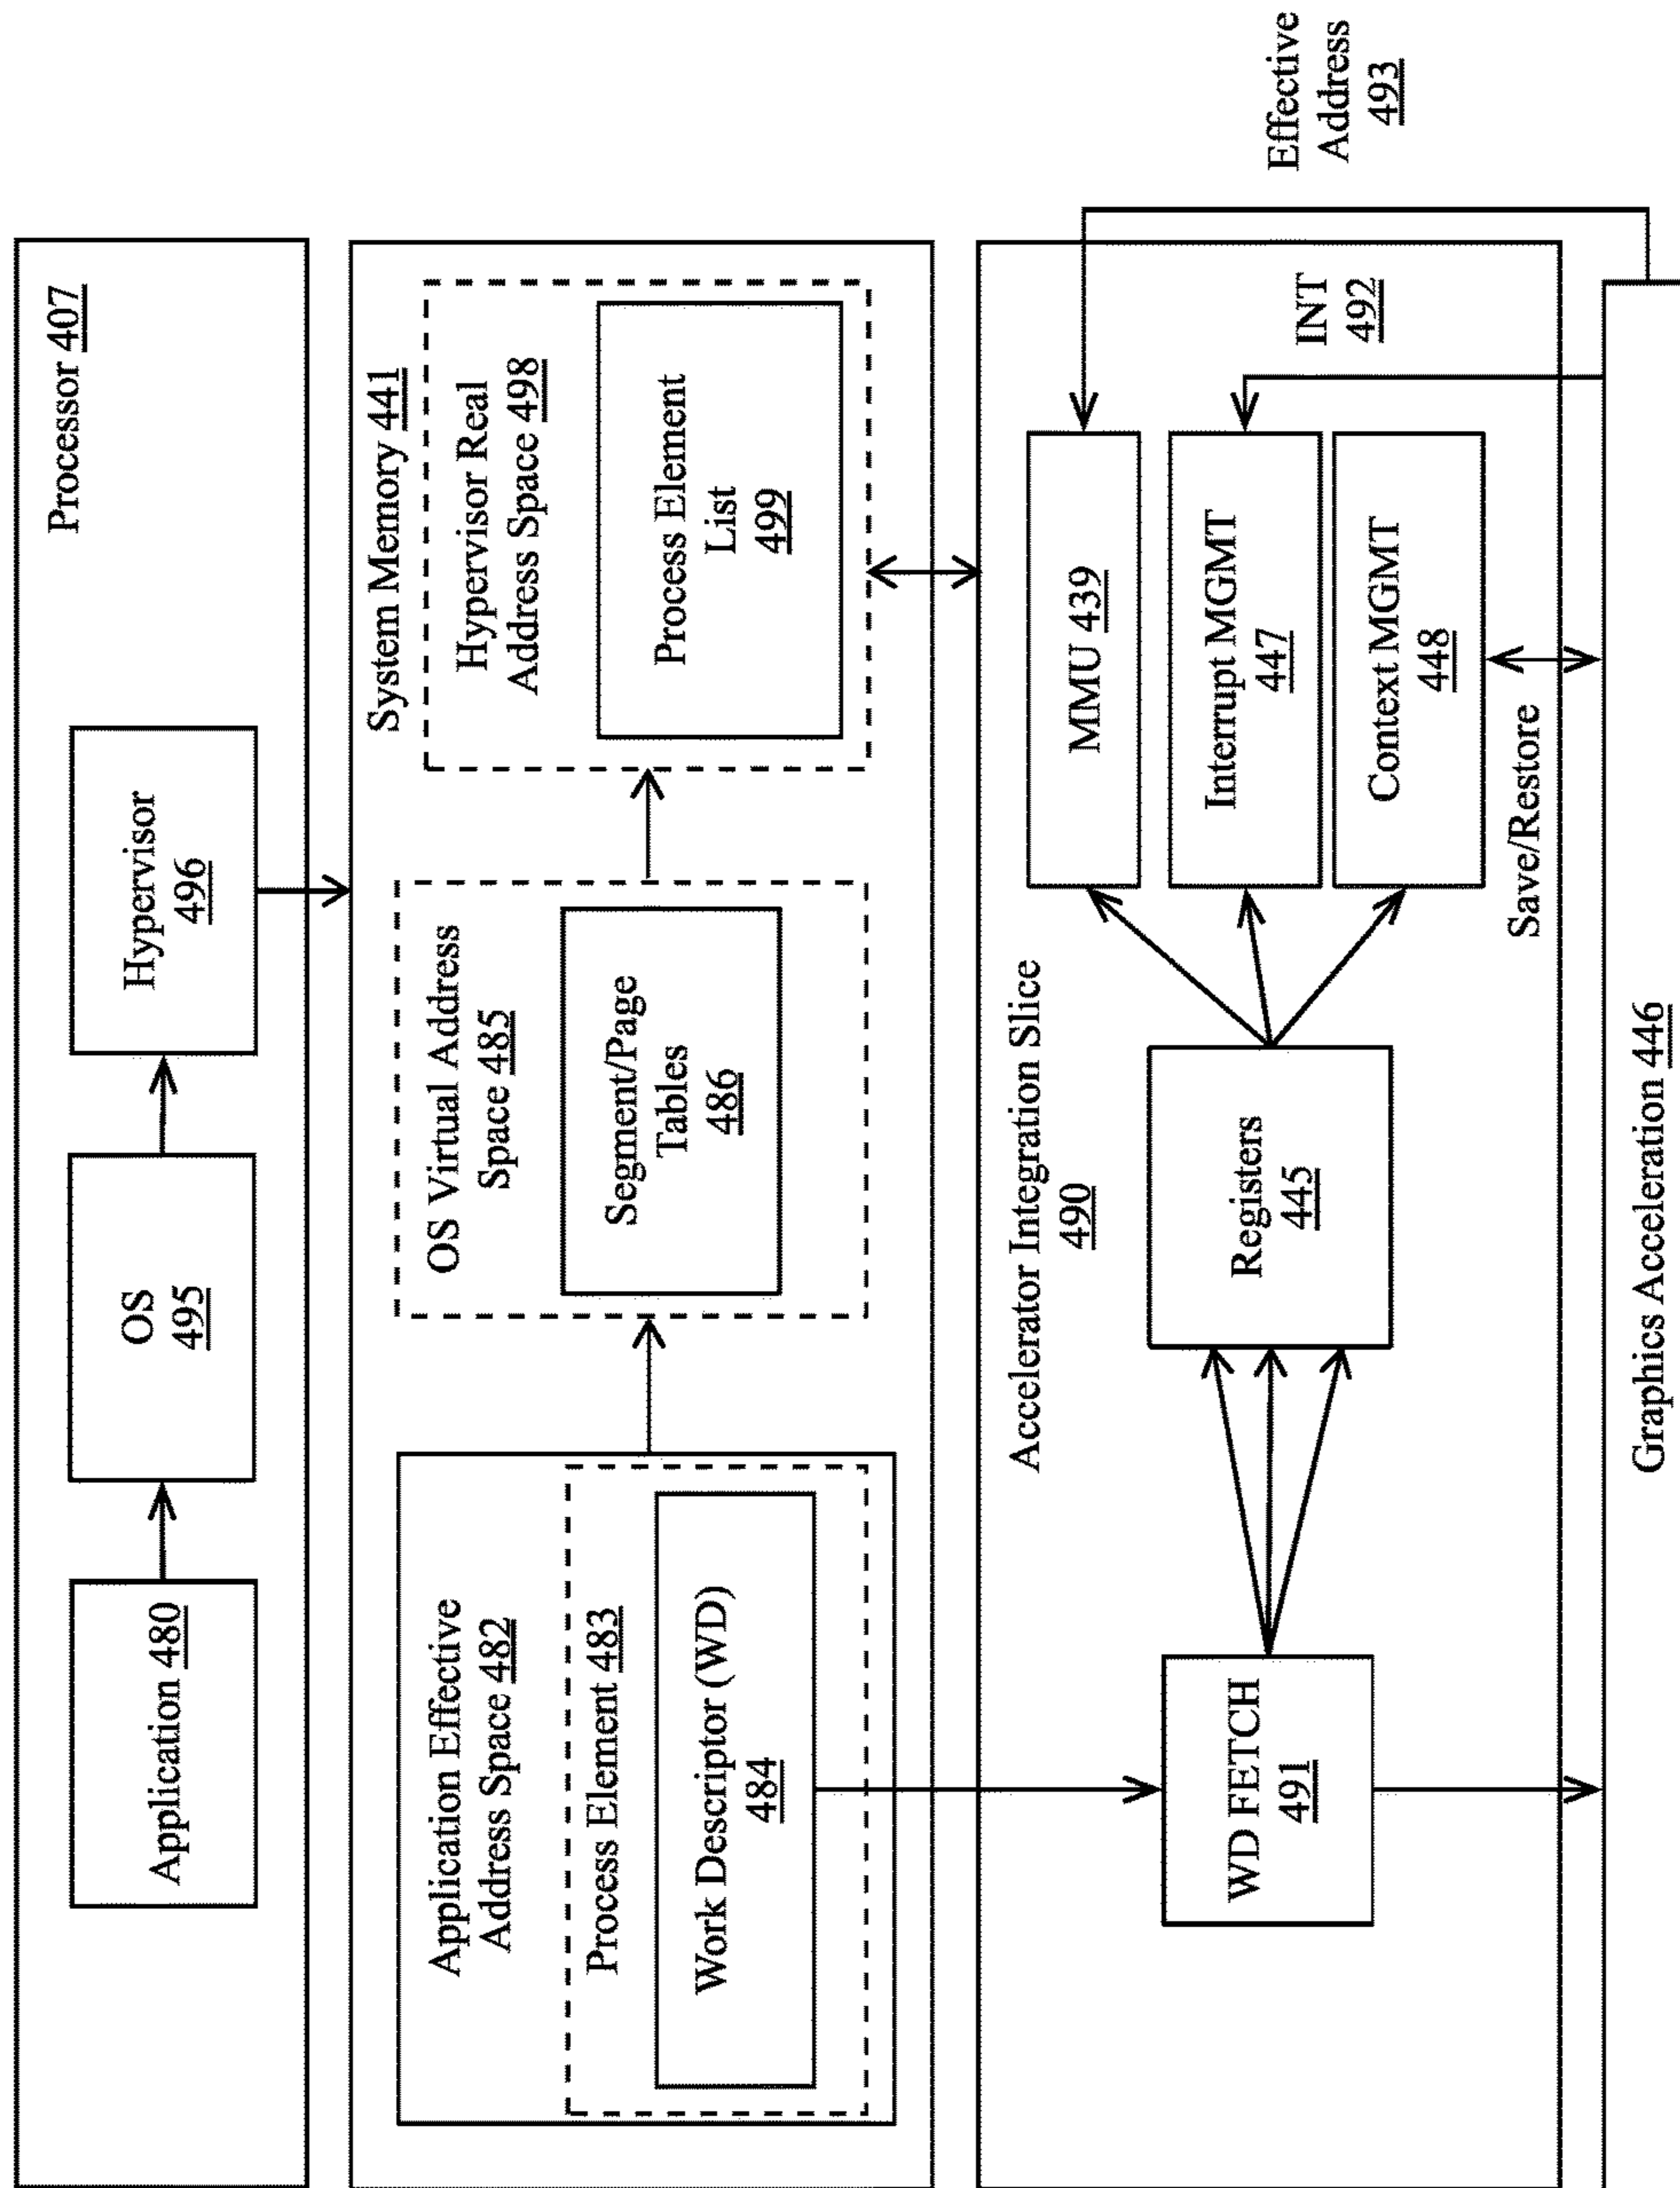 Processor 407
Application 480
OS
495
Hypervisor
496
System Memory 441
Application Effective
Address Space 482
Process Element 483
Work Descriptor (WD)
484
OS Virtual Address
Space 485
Segment/Page
Tables
486
Hypervisor Real
Address Space 498
Process Element
List
499
Accelerator Integration Slice
490
WD FETCH
491
Registers
445
MMU 439
Interrupt MGMT
447
Context MGMT
448
INT
492
Effective
Address
493
Save/Restore
Graphics Acceleration 446